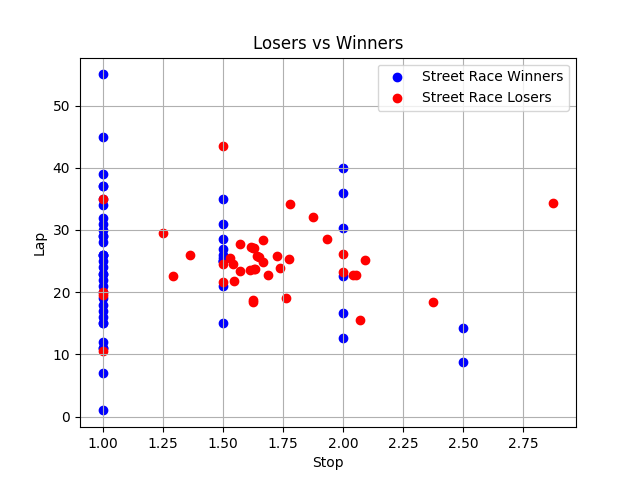 Losers vs Winners
Street Race Winners
Street Race Losers
Lap
50
40
30
20
10
0
1.00 1.25 1.50 1.75 2.00 2.25 2.50 2.75
Stop